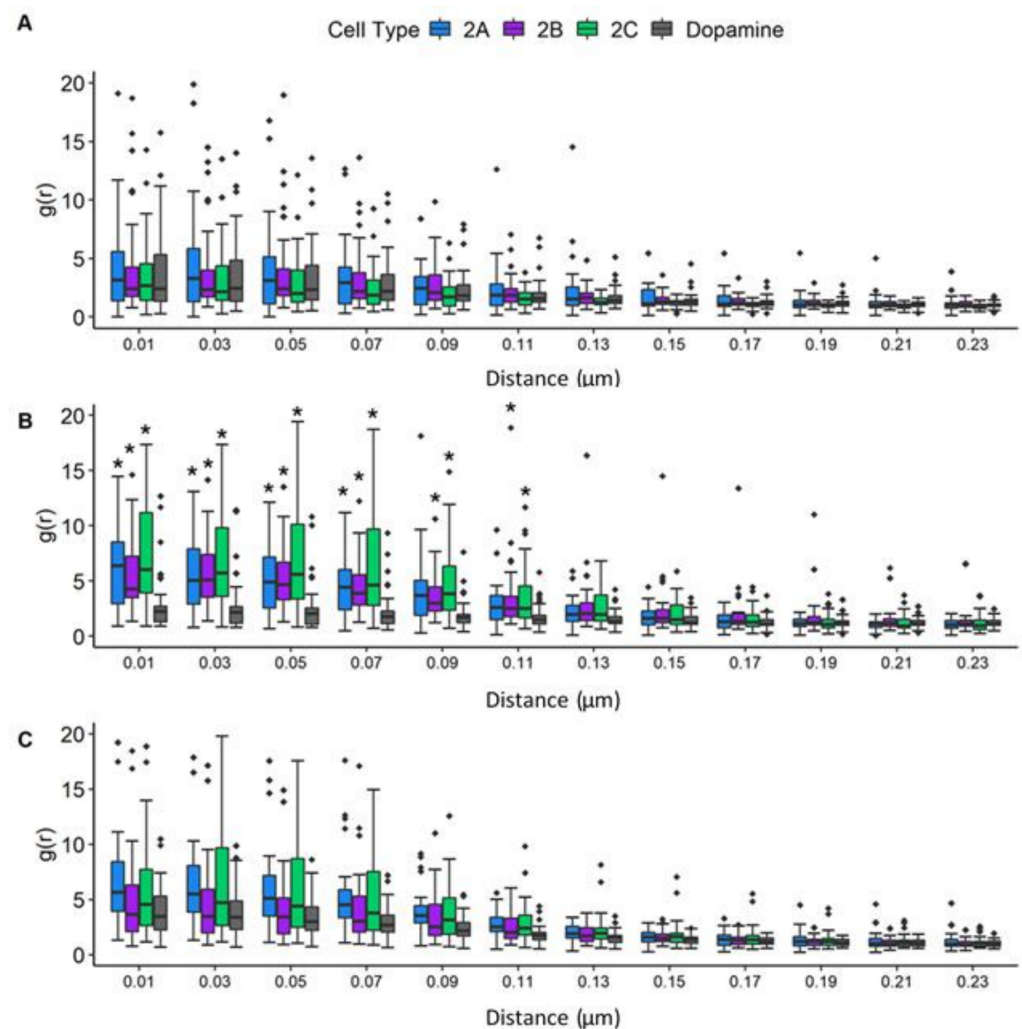 A
Cell Type 2A 2B 2C Dopamine
20
15
10
5
0
g(r)
0.01 0.03 0.05 0.07 0.09 0.11 0.13 0.15 0.17 0.19 0.21 0.23
Distance (μm)
B
20
15
10
5
0
g(r)
* * * * * * * * * * * * * * * *
0.01 0.03 0.05 0.07 0.09 0.11 0.13 0.15 0.17 0.19 0.21 0.23
Distance (μm)
C
20
15
10
5
0
g(r)
0.01 0.03 0.05 0.07 0.09 0.11 0.13 0.15 0.17 0.19 0.21 0.23
Distance (μm)